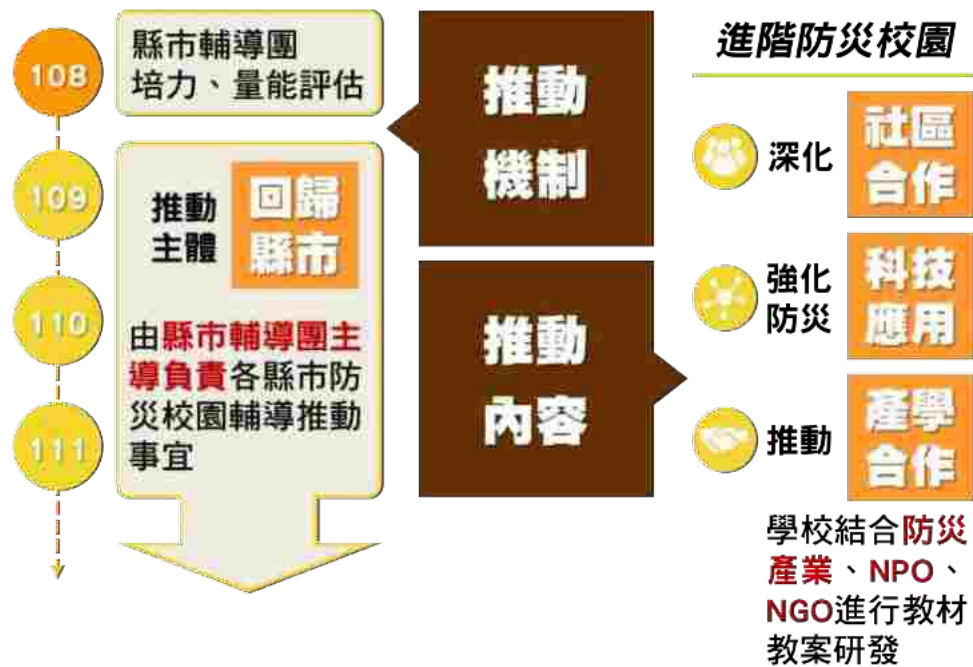 108
縣市輔導團
培力、量能評估
109
110
111
推動
主體
回歸
縣市
由縣市輔導團主
導負責各縣市防
災校園輔導推動
事宜
推動
機制
推動
內容
進階防災校園
深化
社區
合作
強化
防災
科技
應用
推動
產學
合作
學校結合防災
產業、NPO、
NGO進行教材
教案研發